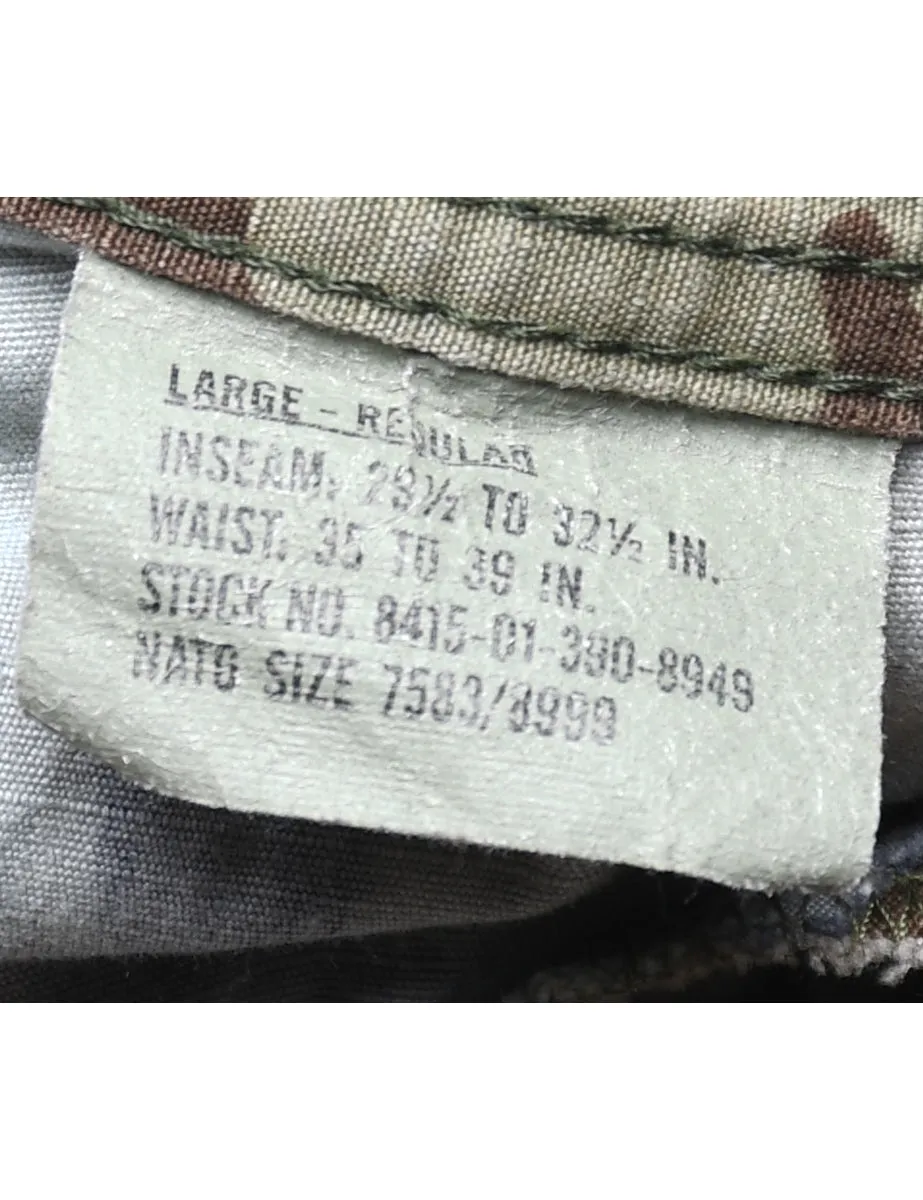 LARGE - REGULAR
INSEAM: 29½ TO 32½ IN.
WAIST: 35 TO 39 IN.
STOCK NO. 8415-01-390-8949
NATO SIZE 7583/8999